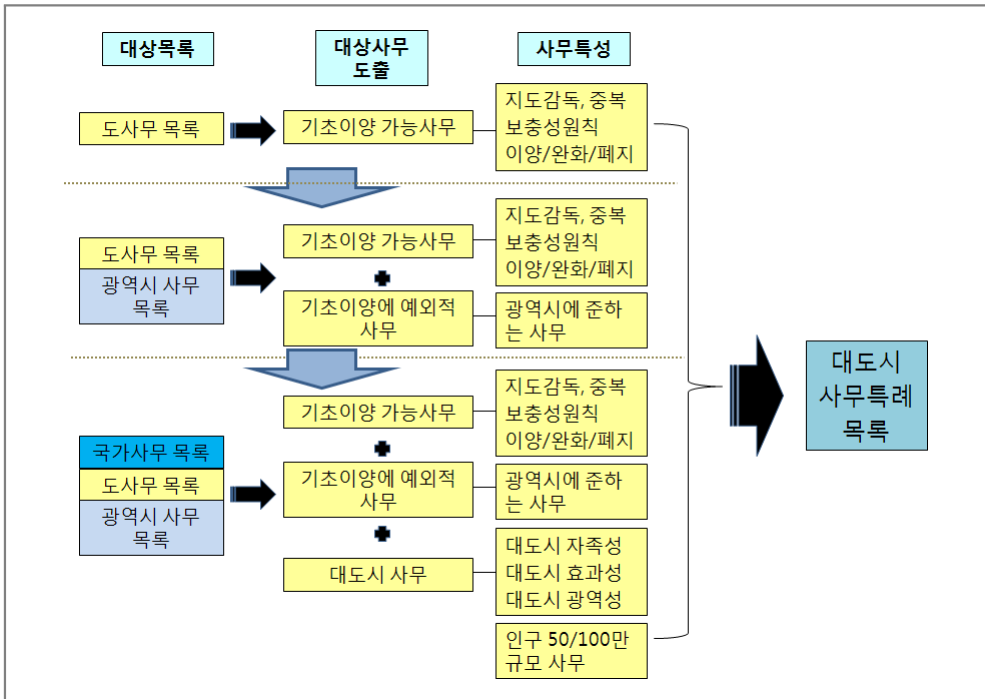 대상목록
대상사무
도출
사무특성
도사무 목록
기초이양 가능사무
지도감독, 중복
보충성원칙
이양/완화/폐지
도사무 목록
광역시 사무
목록
기초이양 가능사무
지도감독, 중복
보충성원칙
이양/완화/폐지
기초이양에 예외적
사무
광역시에 준하
는 사무
국가사무 목록
도사무 목록
광역시 사무
목록
기초이양 가능사무
지도감독, 중복
보충성원칙
이양/완화/폐지
기초이양에 예외적
사무
광역시에 준하
는 사무
대도시 사무
대도시 자족성
대도시 효과성
대도시 광역성
인구 50/100만
규모 사무
대도시
사무특례
목록